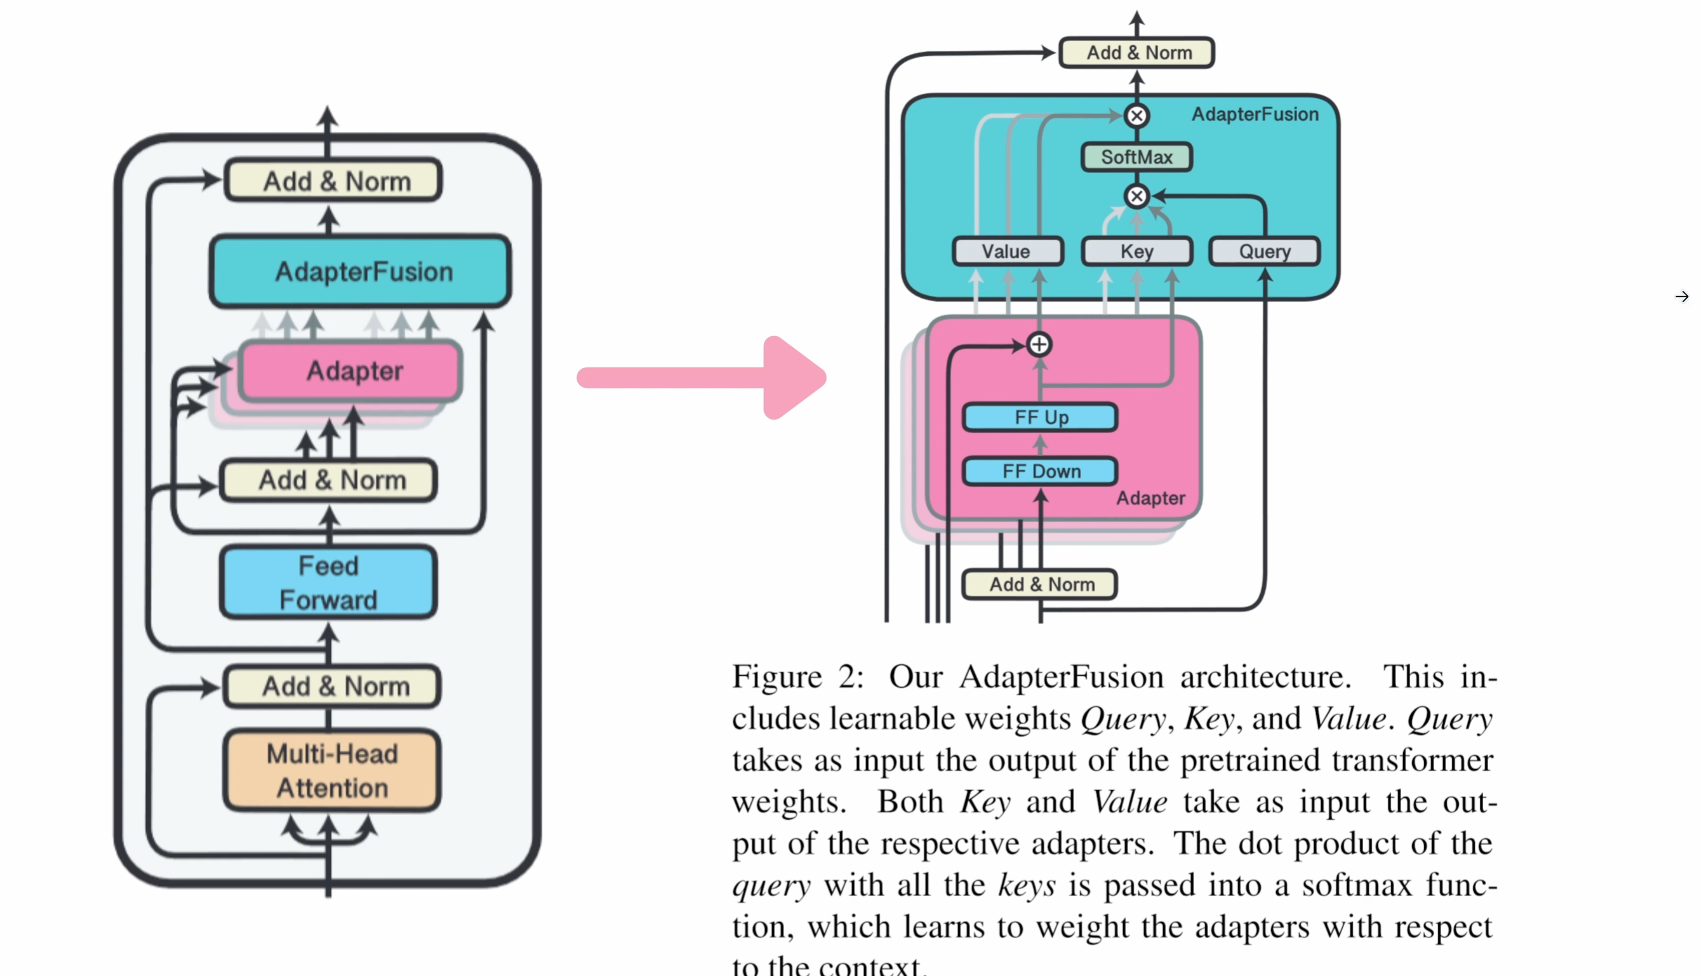 Add & Norm
AdapterFusion
Adapter
Add & Norm
Feed
Forward
Add & Norm
Multi-Head
Attention
Add & Norm
AdapterFusion
SoftMax
Value
Key
Query
FF Up
FF Down
Adapter
Add & Norm
Figure 2: Our AdapterFusion architecture. This in-
cludes learnable weights Query, Key, and Value. Query
takes as input the output of the pretrained transformer
weights. Both Key and Value take as input the out-
put of the respective adapters. The dot product of the
query with all the keys is passed into a softmax func-
tion, which learns to weight the adapters with respect
to the context.